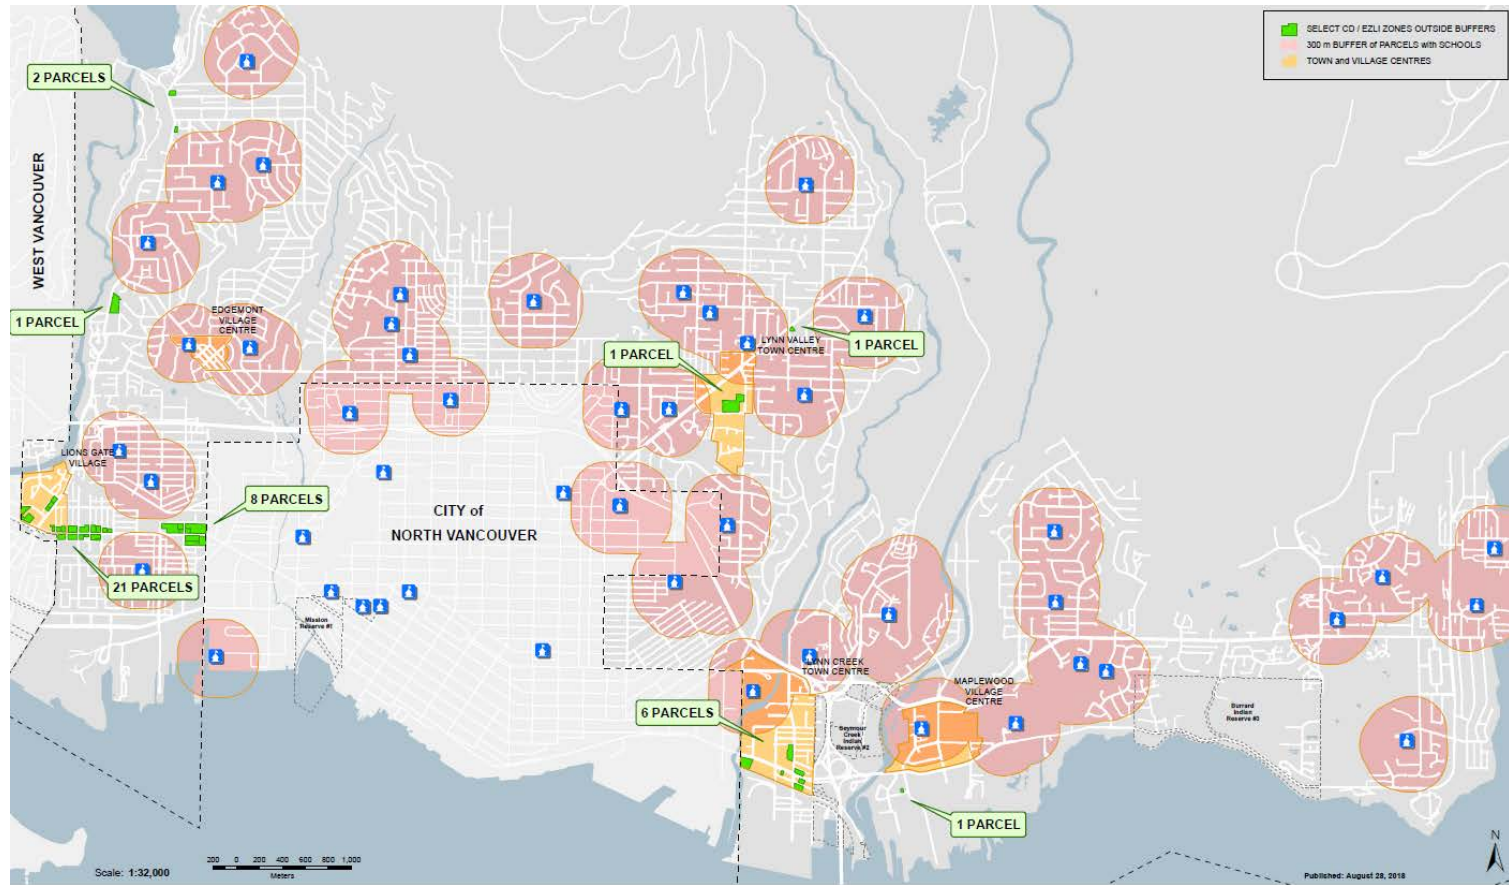 SELECT CD / EZLI ZONES OUTSIDE BUFFERS
300 m BUFFER of PARCELS with SCHOOLS
TOWN and VILLAGE CENTRES
2 PARCELS
WEST VANCOUVER
1 PARCEL
EDGEMONT
VILLAGE
CENTRE
LYNN VALLEY
TOWN CENTRE
1 PARCEL
1 PARCEL
LIONS GATE
VILLAGE
8 PARCELS
CITY of
NORTH VANCOUVER
21 PARCELS
Mission
Reserve #1
LYNN CREEK
TOWN CENTRE
MAPLEWOOD
VILLAGE
CENTRE
6 PARCELS
Seymour
Creek
Indian
Reserve #2
Burrard
Indian
Reserve #3
1 PARCEL
N
200 0 200 400 600 800 1,000
Meters
Scale: 1:32,000
Published: August 28, 2018